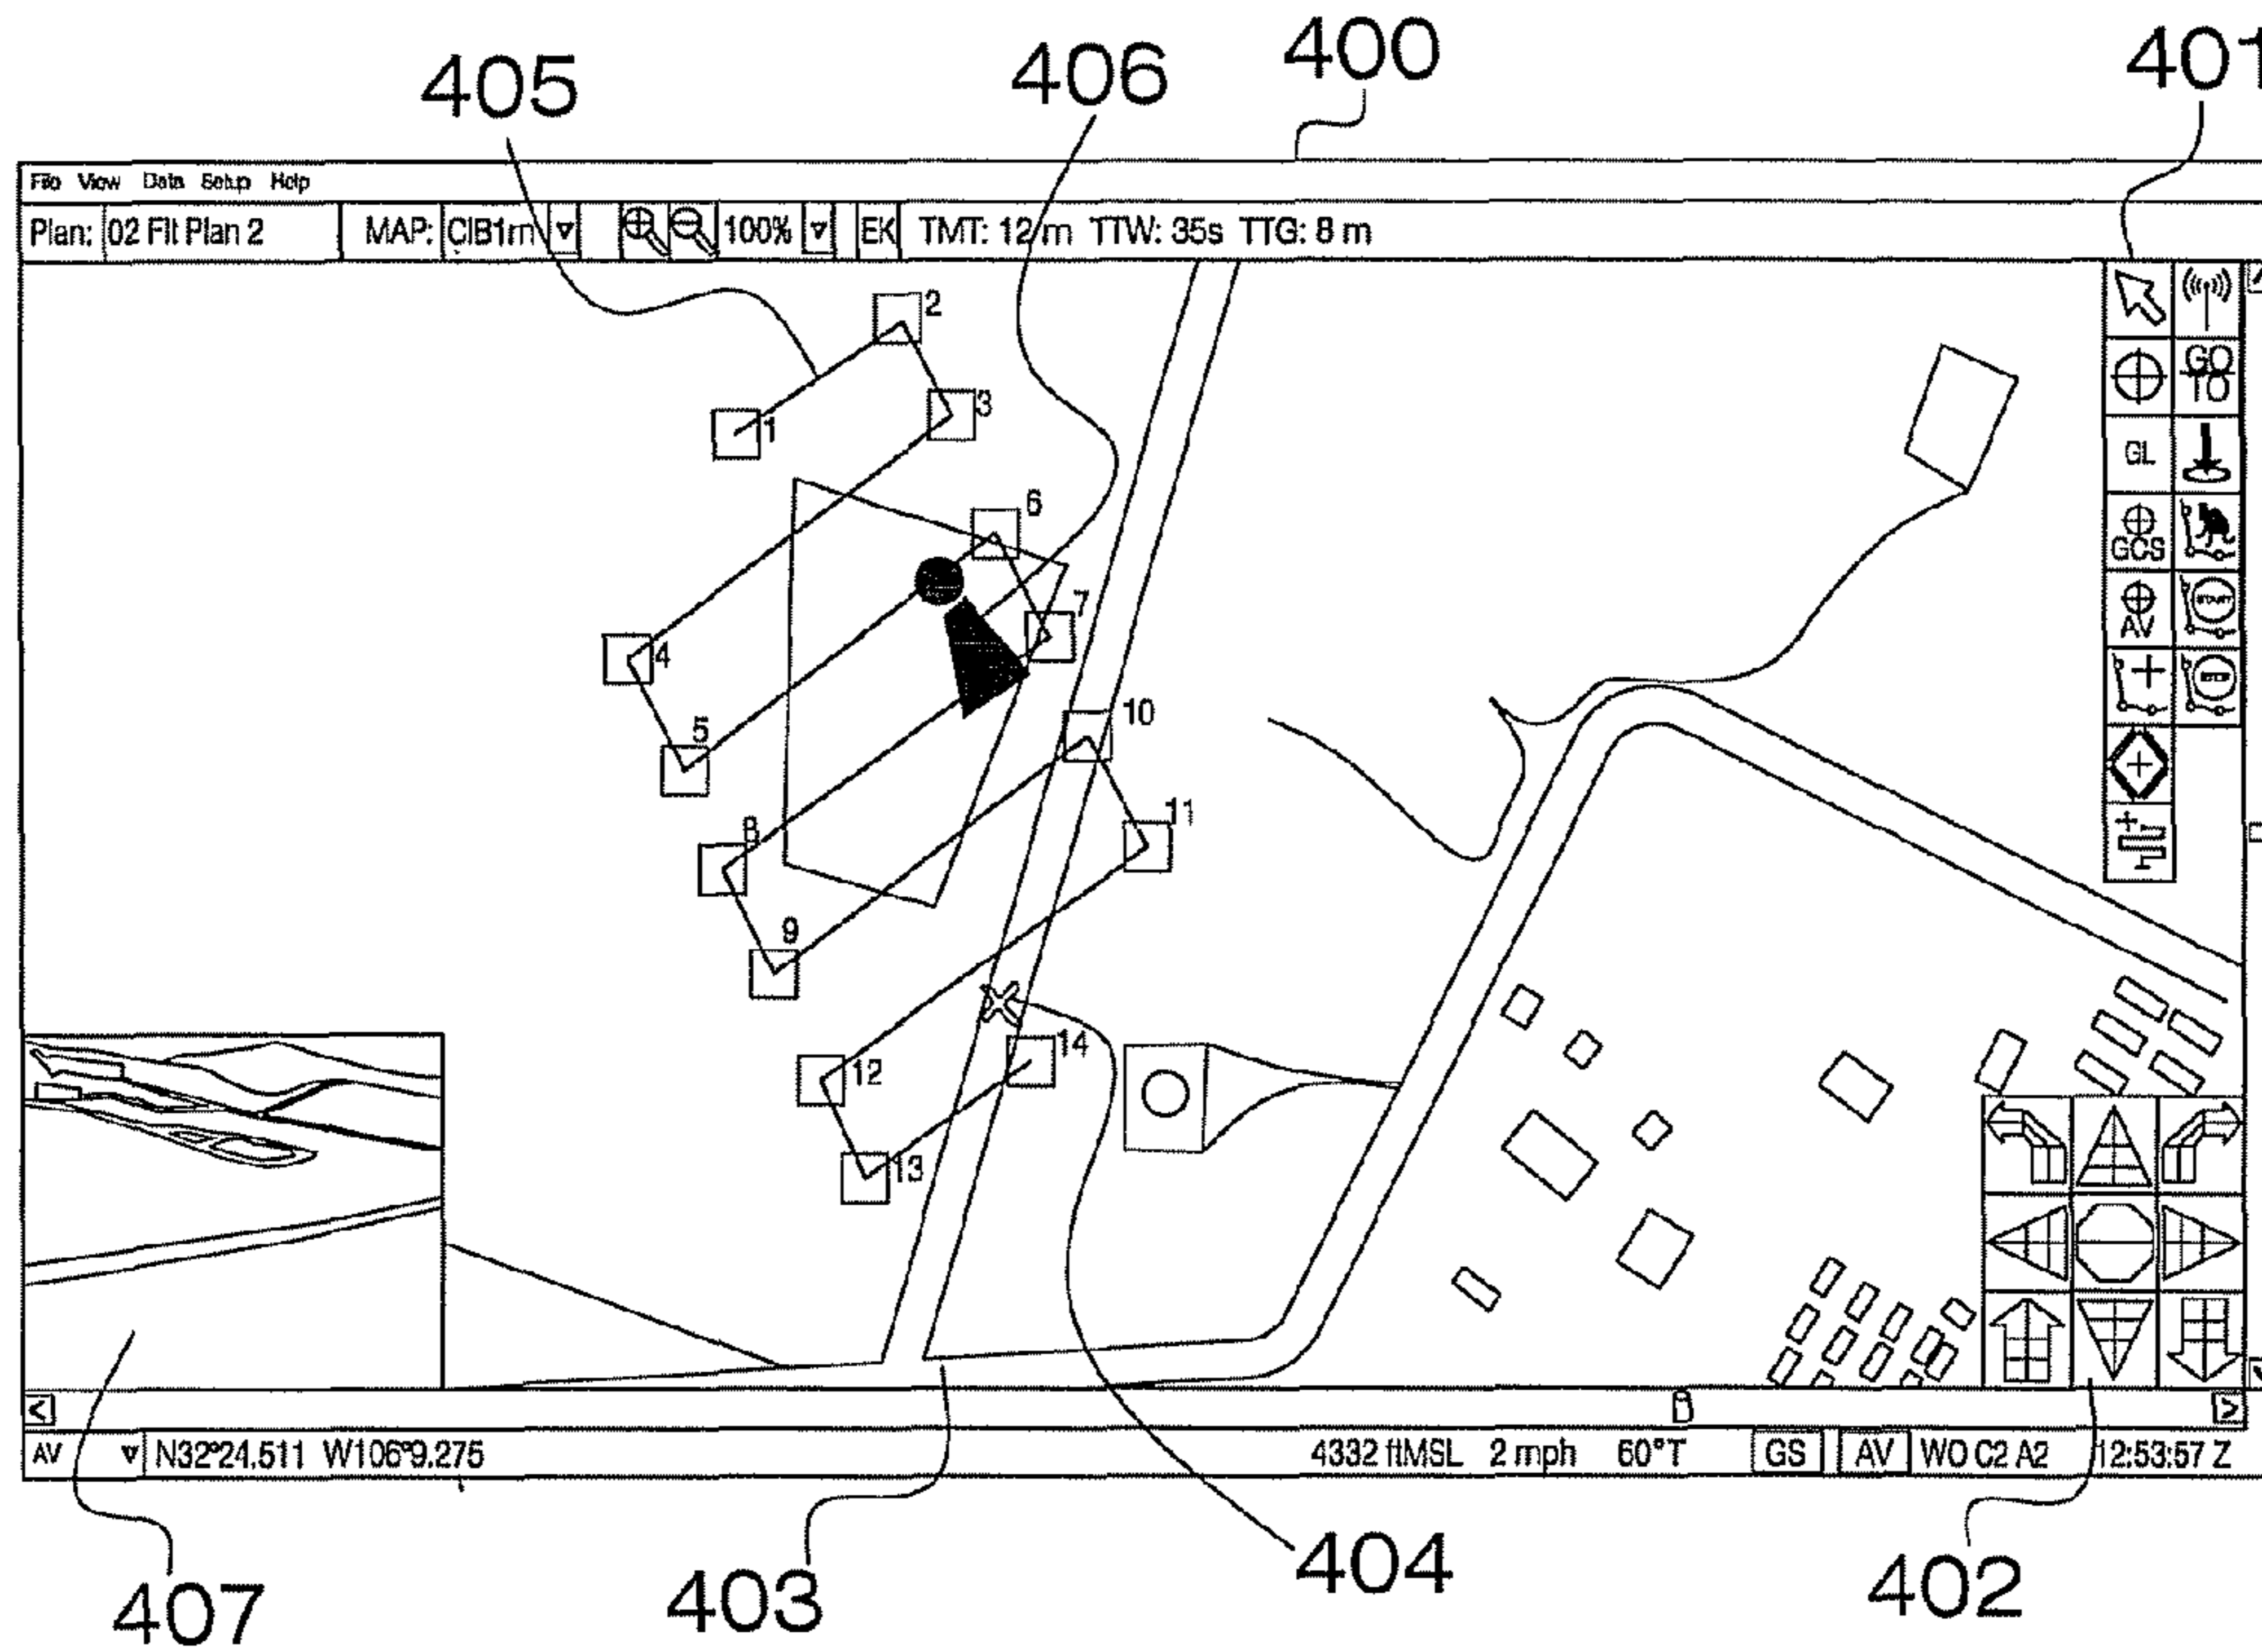 405 406 400 401
File View Data Setup Help
Plan: 02 Flt Plan 2 MAP: CIB1m 100% EK TMT: 12 m TTW: 35s TTG: 8 m
2
3
1
GO TO
GL
6
GCS
7
AV
START
4
STOP
5
10
11
8
9
14
12
13
AV N32°24.511 W106°9.275 4332 ftMSL 2 mph 60°T GS AV WO C2 A2 12:53:57 Z
407 403 404 402